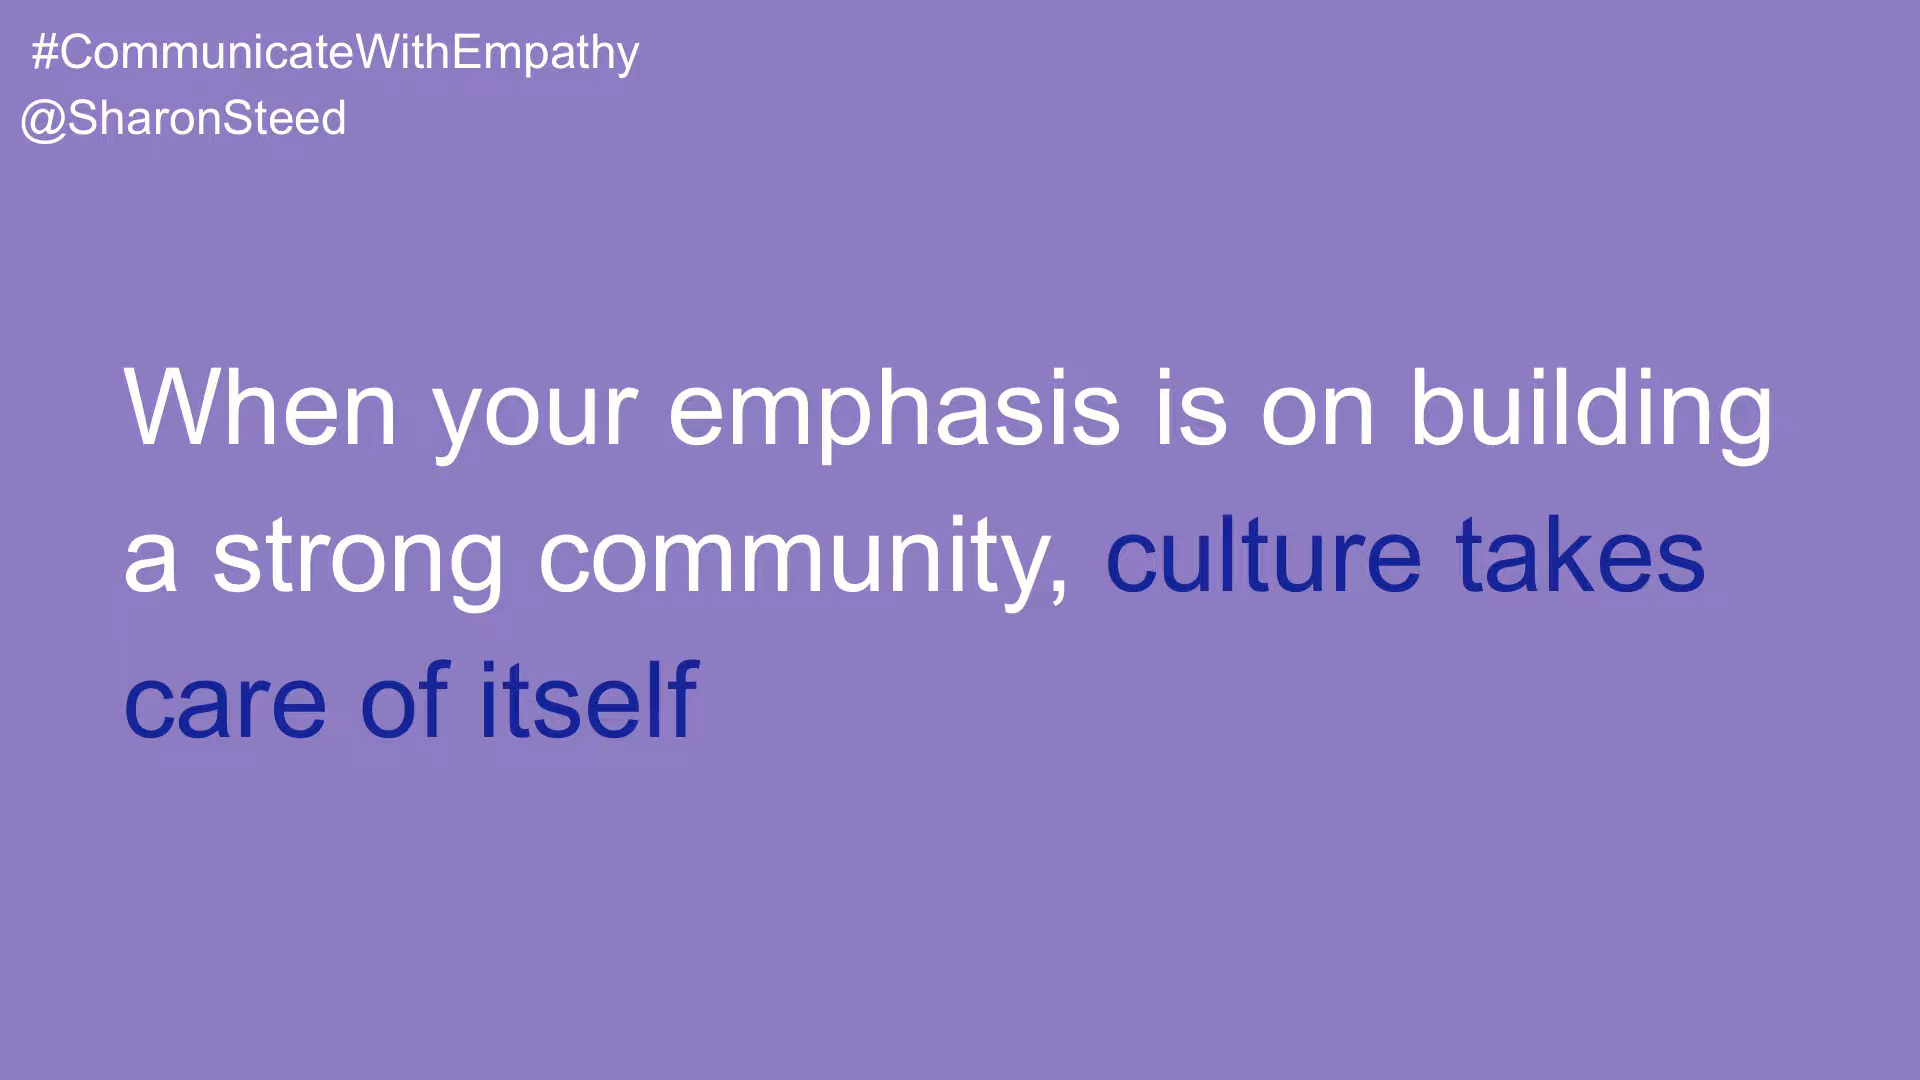 #CommunicateWithEmpathy
@SharonSteed
When your emphasis is on building
a strong community, culture takes
care of itself